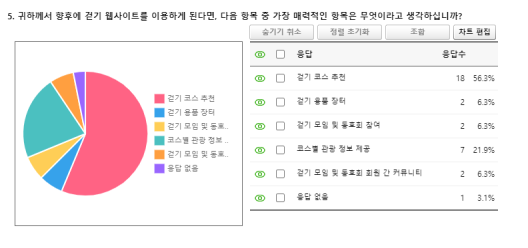 5. 귀하께서 향후에 걷기 웹사이트를 이용하게 된다면, 다음 항목 중 가장 매력적인 항목은 무엇이라고 생각하십니까?
숨기기 취소 정렬 초기화 조합 차트 편집
응답 응답수
걷기 코스 추천 18 56.3%
걷기 용품 장터 2 6.3%
걷기 모임 및 동호회 참여 2 6.3%
코스별 관광 정보 제공 7 21.9%
걷기 모임 및 동호회 회원 간 커뮤니티 2 6.3%
응답 없음 1 3.1%
걷기 코스 추천
걷기 용품 장터
걷기 모임 및 동호..
코스별 관광 정보 ..
걷기 모임 및 동호..
응답 없음